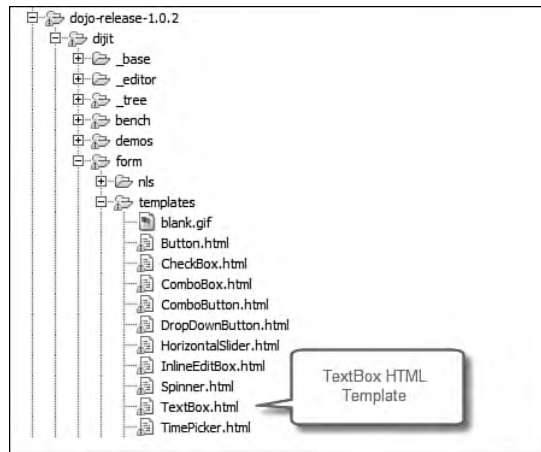 dojo-release-1.0.2
dijit
_base
_editor
_tree
bench
demos
form
nls
templates
blank.gif
Button.html
CheckBox.html
ComboBox.html
ComboButton.html
DropDownButton.html
HorizontalSlider.html
InlineEditBox.html
Spinner.html
TextBox.html
TimePicker.html
TextBox HTML
Template